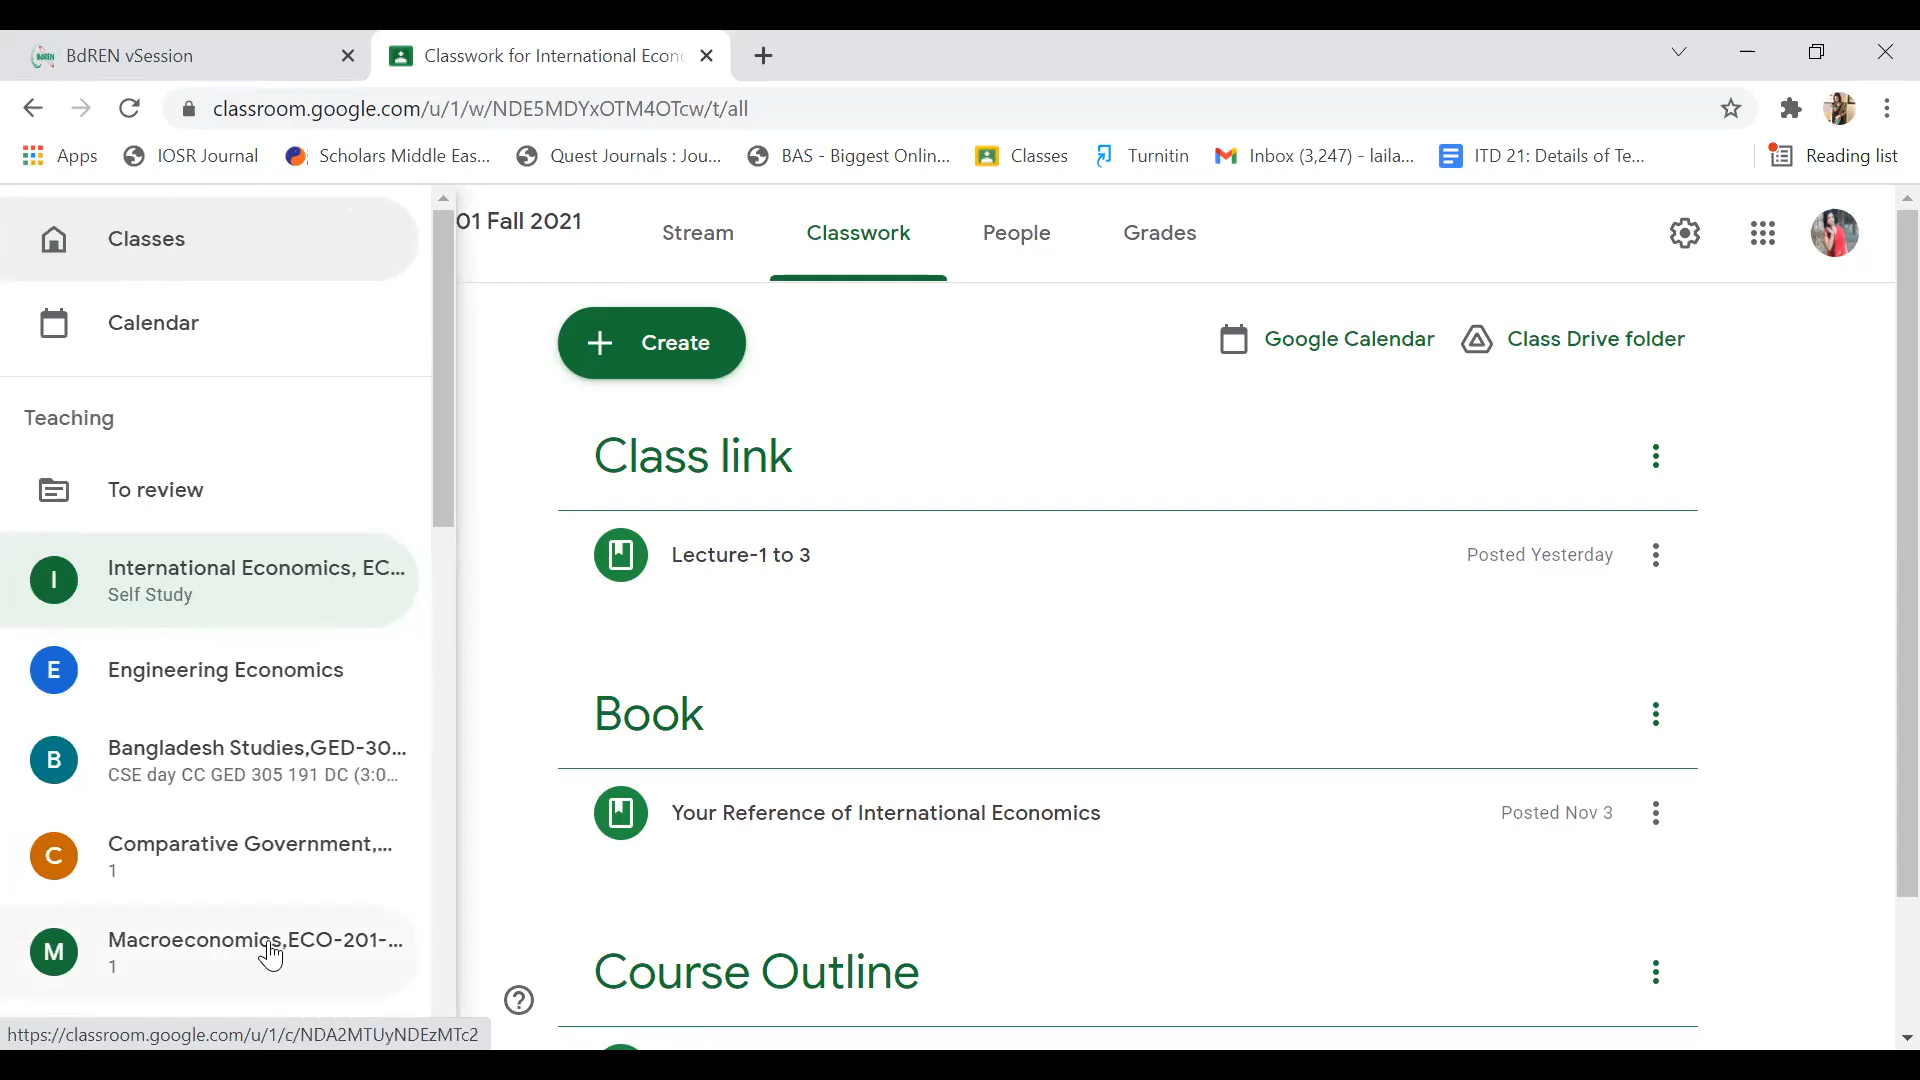 BdREN vSession
Classwork for International Econ
classroom.google.com/u/1/w/NDE5MDYxOTM4OTcw/t/all
Apps
IOSR Journal
Scholars Middle Eas...
Quest Journals : Jou...
BAS - Biggest Onlin...
Classes
Turnitin
Inbox (3,247) - laila...
ITD 21: Details of Te...
Reading list
Classes
Calendar
Teaching
To review
I
International Economics, EC...
Self Study
E
Engineering Economics
B
Bangladesh Studies,GED-30...
CSE day CC GED 305 191 DC (3:0...
C
Comparative Government,...
1
M
Macroeconomics,ECO-201-...
1
https://classroom.google.com/u/1/c/NDA2MTUyNDEzMTc2
01 Fall 2021
Stream
Classwork
People
Grades
Create
Google Calendar
Class Drive folder
Class link
Lecture-1 to 3
Posted Yesterday
Book
Your Reference of International Economics
Posted Nov 3
Course Outline